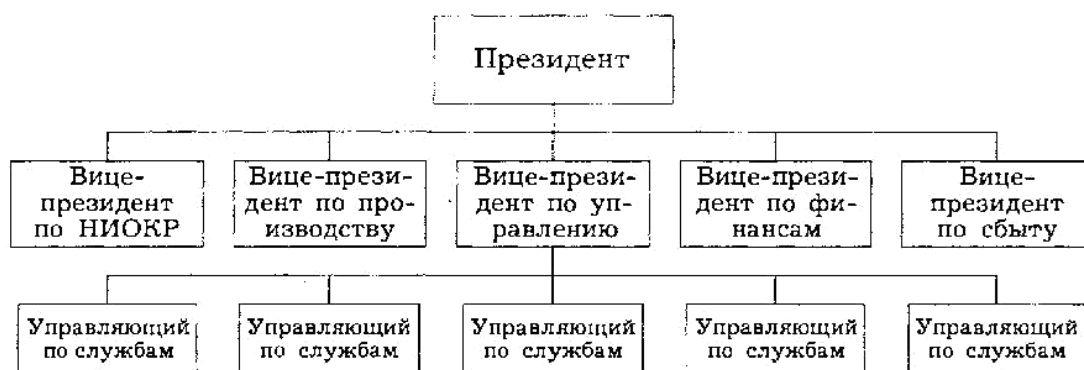 Президент
Вице-
президент
по НИОКР
Вице-прези-
дент по про-
изводству
Вице-прези-
дент по уп-
равлению
Вице-прези-
дент по фи-
нансам
Вице-
президент
по сбыту
Управляющий
по службам
Управляющий
по службам
Управляющий
по службам
Управляющий
по службам
Управляющий
по службам